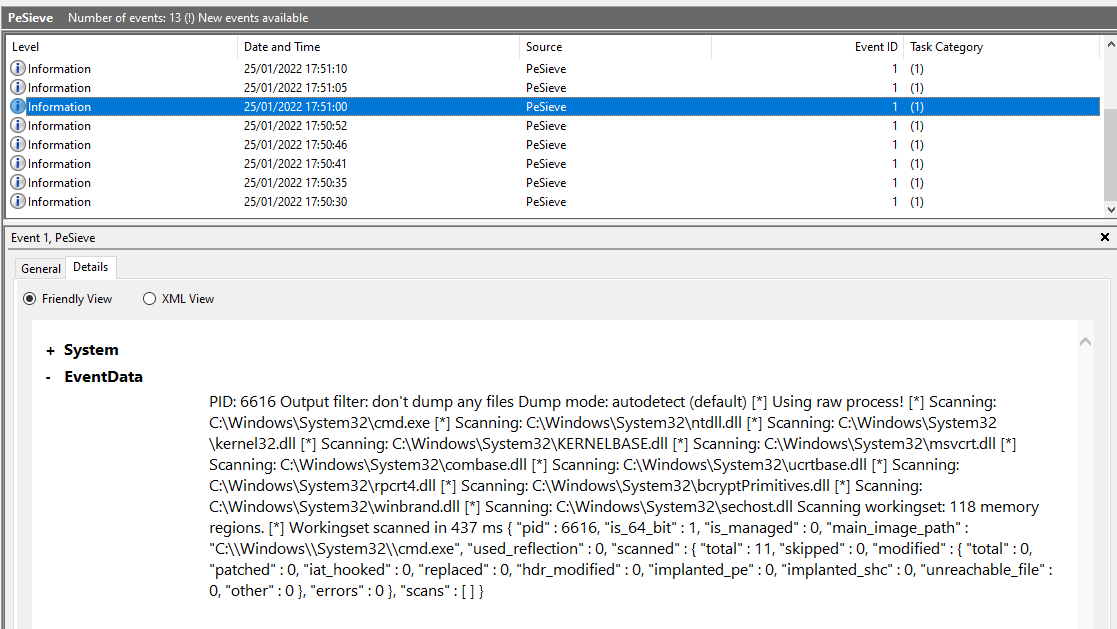 PeSieve Number of events: 13 (!) New events available
Level Date and Time Source Event ID Task Category
Information 25/01/2022 17:51:10 PeSieve 1 (1)
Information 25/01/2022 17:51:05 PeSieve 1 (1)
Information 25/01/2022 17:51:00 PeSieve 1 (1)
Information 25/01/2022 17:50:52 PeSieve 1 (1)
Information 25/01/2022 17:50:46 PeSieve 1 (1)
Information 25/01/2022 17:50:41 PeSieve 1 (1)
Information 25/01/2022 17:50:35 PeSieve 1 (1)
Information 25/01/2022 17:50:30 PeSieve 1 (1)
Event 1, PeSieve
General Details
Friendly View XML View
+ System
- EventData
PID: 6616 Output filter: don't dump any files Dump mode: autodetect (default) [*] Using raw process! [*] Scanning:
C:\Windows\System32\cmd.exe [*] Scanning: C:\Windows\System32\ntdll.dll [*] Scanning: C:\Windows\System32
\kernel32.dll [*] Scanning: C:\Windows\System32\KERNELBASE.dll [*] Scanning: C:\Windows\System32\msvcrt.dll [*]
Scanning: C:\Windows\System32\combase.dll [*] Scanning: C:\Windows\System32\ucrtbase.dll [*] Scanning:
C:\Windows\System32\rpcrt4.dll [*] Scanning: C:\Windows\System32\bcryptPrimitives.dll [*] Scanning:
C:\Windows\System32\winbrand.dll [*] Scanning: C:\Windows\System32\sechost.dll Scanning workingset: 118 memory
regions. [*] Workingset scanned in 437 ms { "pid" : 6616, "is_64_bit" : 1, "is_managed" : 0, "main_image_path" :
"C:\\Windows\\System32\\cmd.exe", "used_reflection" : 0, "scanned" : { "total" : 11, "skipped" : 0, "modified" : { "total" : 0,
"patched" : 0, "iat_hooked" : 0, "replaced" : 0, "hdr_modified" : 0, "implanted_pe" : 0, "implanted_shc" : 0, "unreachable_file" :
0, "other" : 0 }, "errors" : 0 }, "scans" : [ ] }